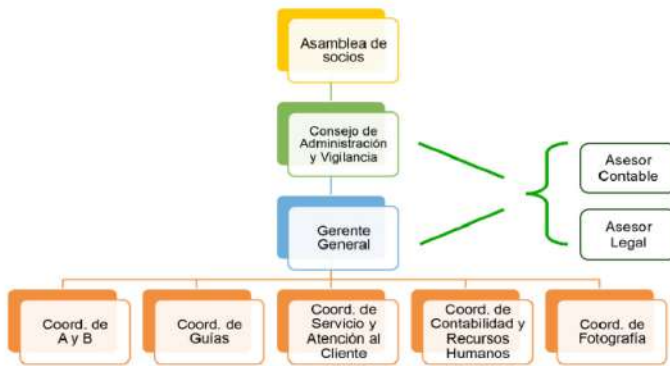 Asamblea de
socios
Consejo de
Administración
y Vigilancia
Asesor
Contable
Gerente
General
Asesor
Legal
Coord. de
A y B
Coord. de
Guías
Coord. de
Servicio y
Atención al
Cliente
Coord. de
Contabilidad y
Recursos
Humanos
Coord. de
Fotografía